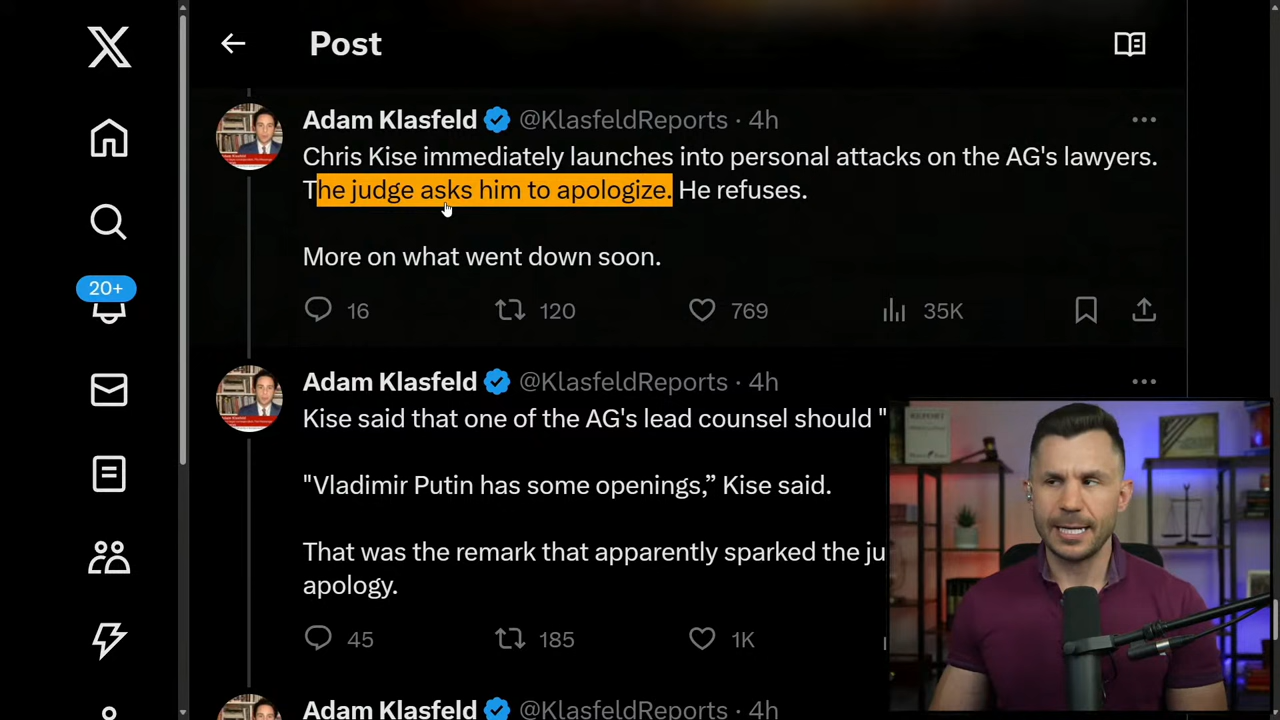 Post
Adam Klasfeld @KlasfeldReports · 4h
Chris Kise immediately launches into personal attacks on the AG's lawyers.
The judge asks him to apologize. He refuses.
More on what went down soon.
16 120 769 35K
20+
Adam Klasfeld @KlasfeldReports · 4h
Kise said that one of the AG's lead counsel should "
"Vladimir Putin has some openings,” Kise said.
That was the remark that apparently sparked the ju
apology.
45 185 1K
Adam Klasfeld @KlasfeldReports · 4h